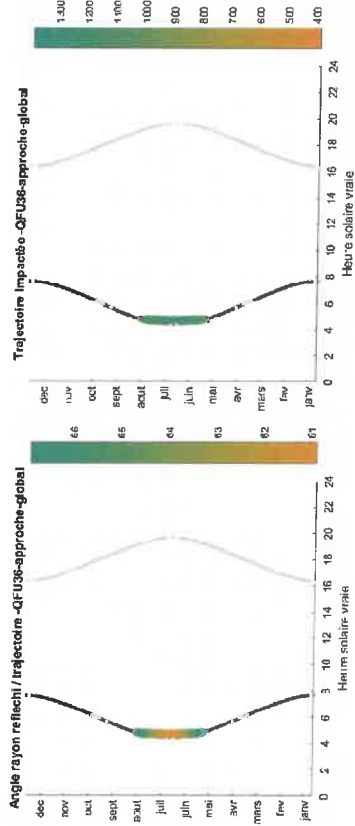 Angle rayon reflechi / trajectoire -QFU36-approche-global
dec
nov
oct
sept
aout
juil
juin
mai
avr
mars
fev
janv
0 2 4 6 8 10 12 14 16 18 20 22 24
Heure solaire vraie
66
65
64
63
62
61
Trajectoire Impactée -QFU36-approche-global
dec
nov
oct
sept
aout
juil
juin
mai
avr
mars
fev
janv
0 2 4 6 8 10 12 14 16 18 20 22 24
Heure solaire vraie
1300
1200
1100
1000
900
800
700
600
500
400